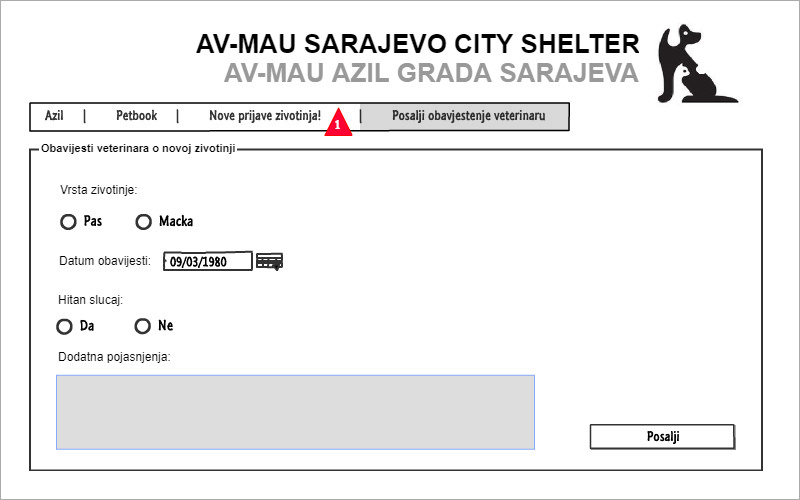 AV-MAU SARAJEVO CITY SHELTER
AV-MAU AZIL GRADA SARAJEVA
Azil | Petbook | Nove prijave zivotinja! 1 | Posalji obavjestenje veterinaru
Obavijesti veterinara o novoj zivotinji
Vrsta zivotinje:
Pas Macka
Datum obavijesti: 09/03/1980
Hitan slucaj:
Da Ne
Dodatna pojasnjenja:
Posalji